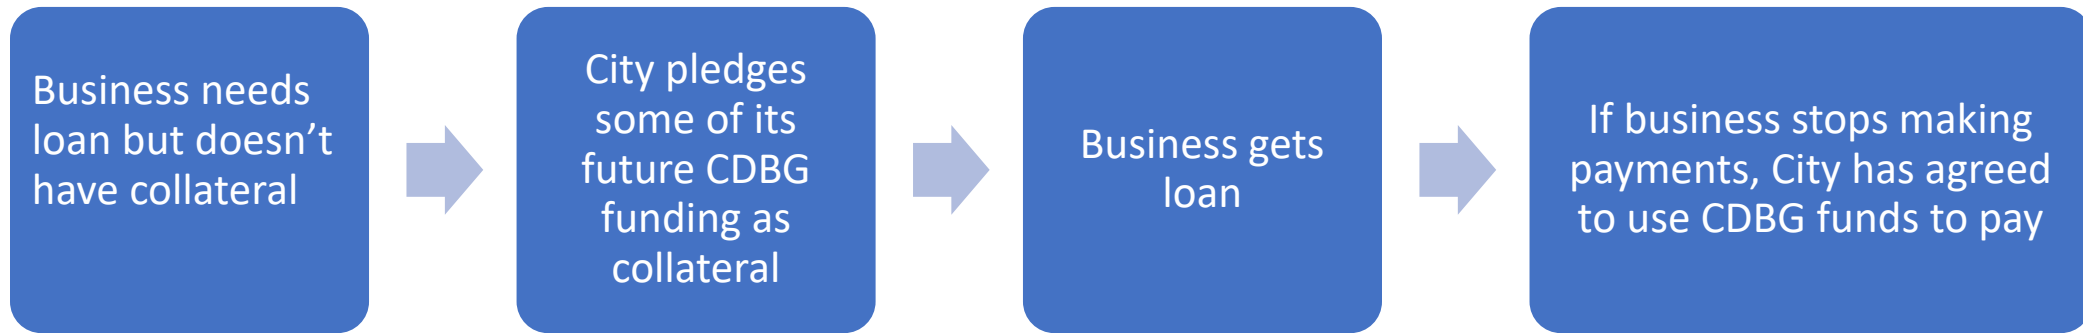 Business needs
loan but doesn’t
have collateral
City pledges
some of its
future CDBG
funding as
collateral
Business gets
loan
If business stops making
payments, City has agreed
to use CDBG funds to pay